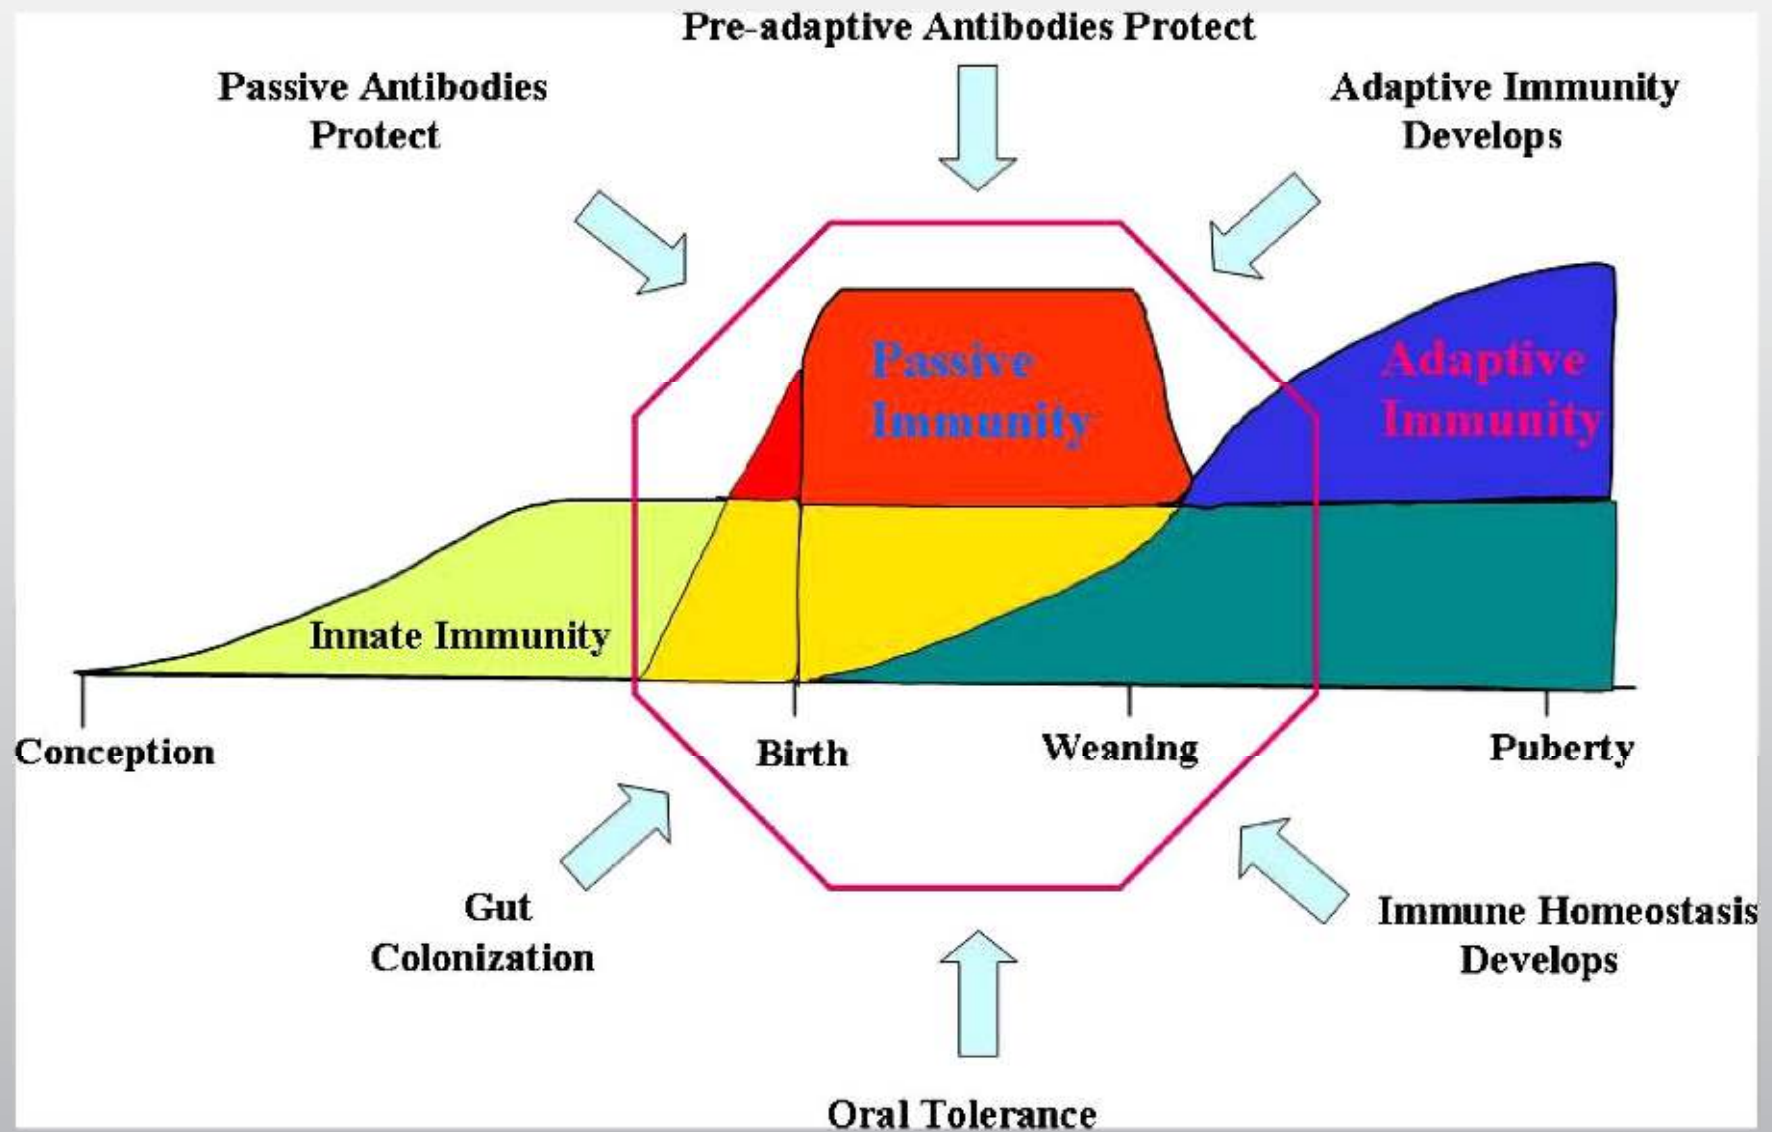 Pre-adaptive Antibodies Protect
Passive Antibodies
Protect
Adaptive Immunity
Develops
Passive
Immunity
Adaptive
Immunity
Innate Immunity
Conception
Birth
Weaning
Puberty
Gut
Colonization
Immune Homeostasis
Develops
Oral Tolerance